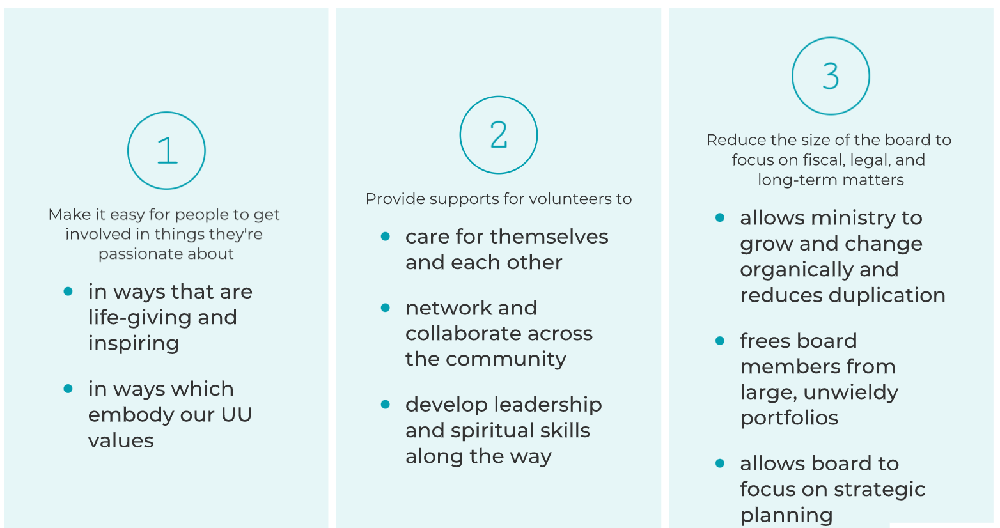 1
Make it easy for people to get
involved in things they're
passionate about
in ways that are
life-giving and
inspiring
in ways which
embody our UU
values
2
Provide supports for volunteers to
care for themselves
and each other
network and
collaborate across
the community
develop leadership
and spiritual skills
along the way
3
Reduce the size of the board to
focus on fiscal, legal, and
long-term matters
allows ministry to
grow and change
organically and
reduces duplication
frees board
members from
large, unwieldy
portfolios
allows board to
focus on strategic
planning